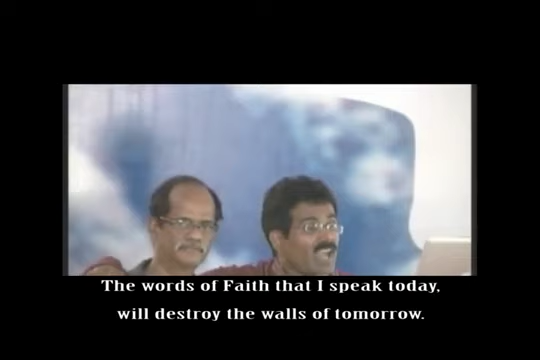 The words of Faith that I speak today,
will destroy the walls of tomorrow.